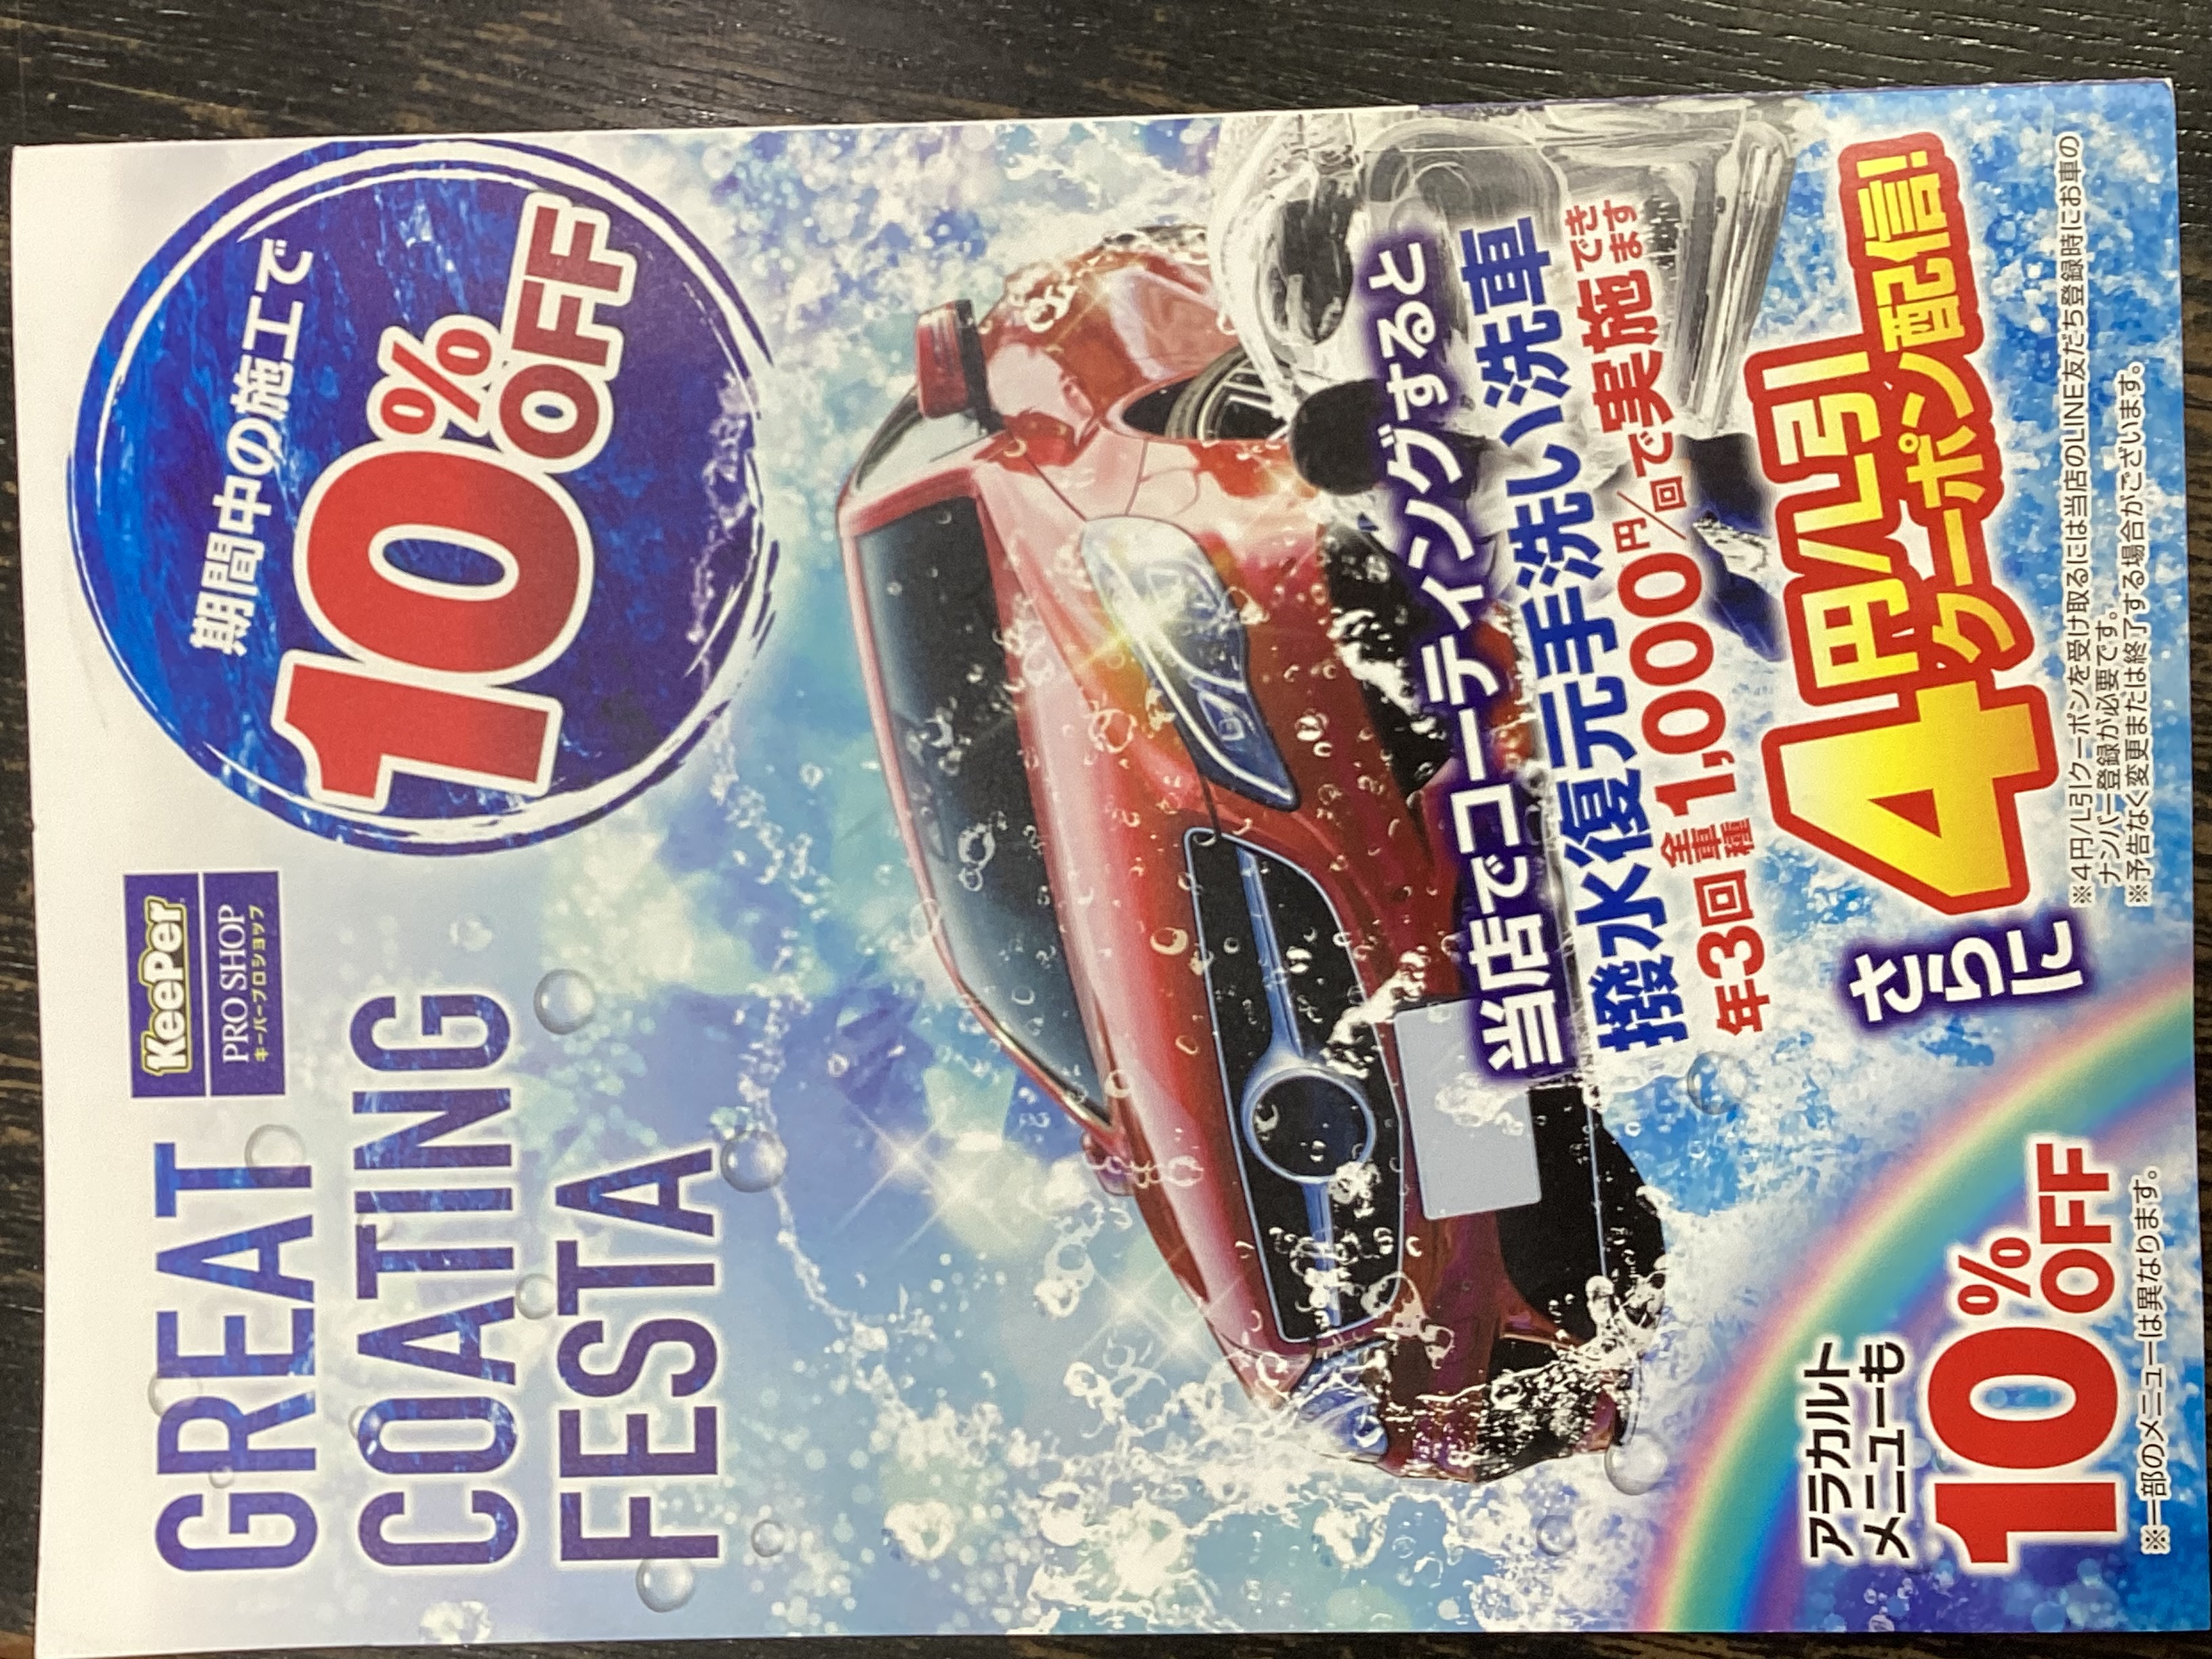 GREAT
COATING
FESTA
KeePer
PRO SHOP
キーパープロショップ
期間中の施工で
10%
OFF
当店でコーティングすると
撥水復元手洗い洗車
年3回 全車種 1,000円/回で実施できます
さらに
4円/L引
クーポン配信!
※4円/L引クーポンを受け取るには当店のLINE友だち登録時にお車の
ナンバー登録が必要です。
※予告なく変更または終了する場合がございます。
アラカルト
メニューも
10%
OFF
※一部のメニューは異なります。